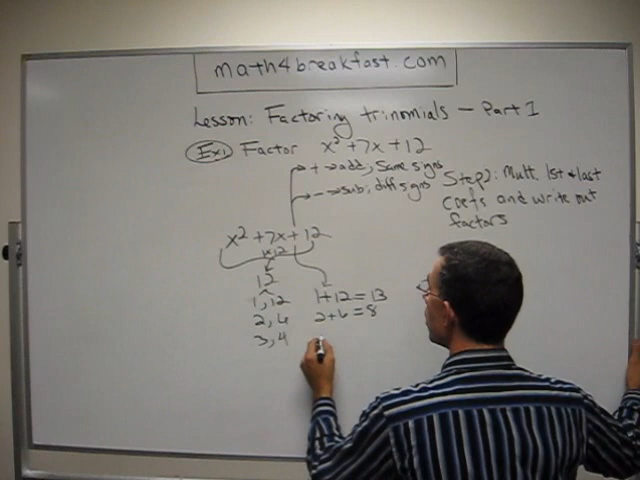 math4breakfast.com
Lesson: Factoring trinomials - Part I
Ex1 Factor x²+7x+12
+→add; Same signs
-→sub; diff signs
Step2: Mult. 1st & last
coefs and write out
factors
x²+7x+12
1×12
12
1, 12 1+12=13
2, 6 2+6=8
3, 4